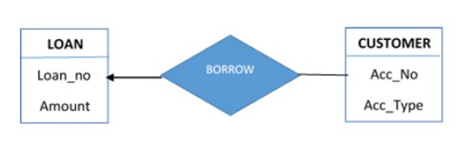 LOAN
Loan_no
Amount
BORROW
CUSTOMER
Acc_No
Acc_Type